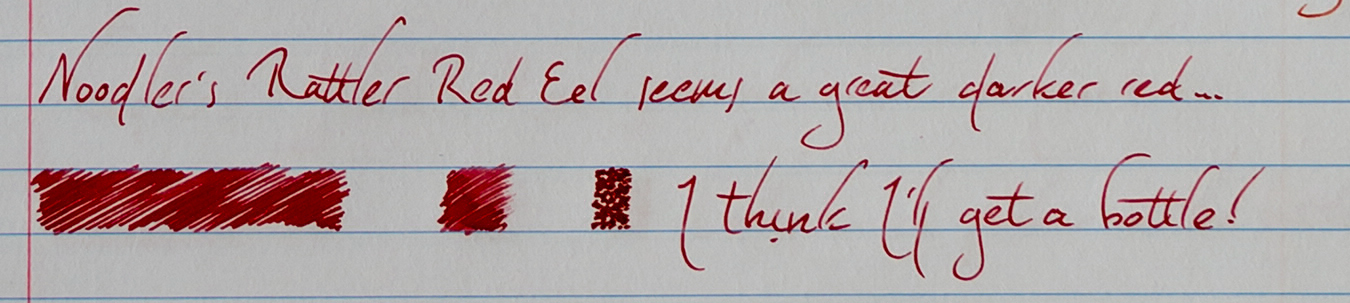 Noodler's Rattler Red Eel seems a great darker red...
I think I'll get a bottle!